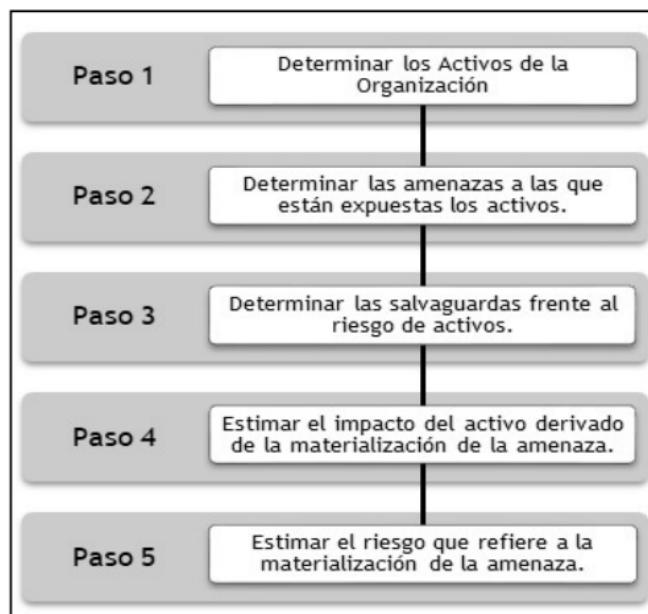 Paso 1
Determinar los Activos de la
Organización
Paso 2
Determinar las amenazas a las que
están expuestas los activos.
Paso 3
Determinar las salvaguardas frente al
riesgo de activos.
Paso 4
Estimar el impacto del activo derivado
de la materialización de la amenaza.
Paso 5
Estimar el riesgo que refiere a la
materialización de la amenaza.